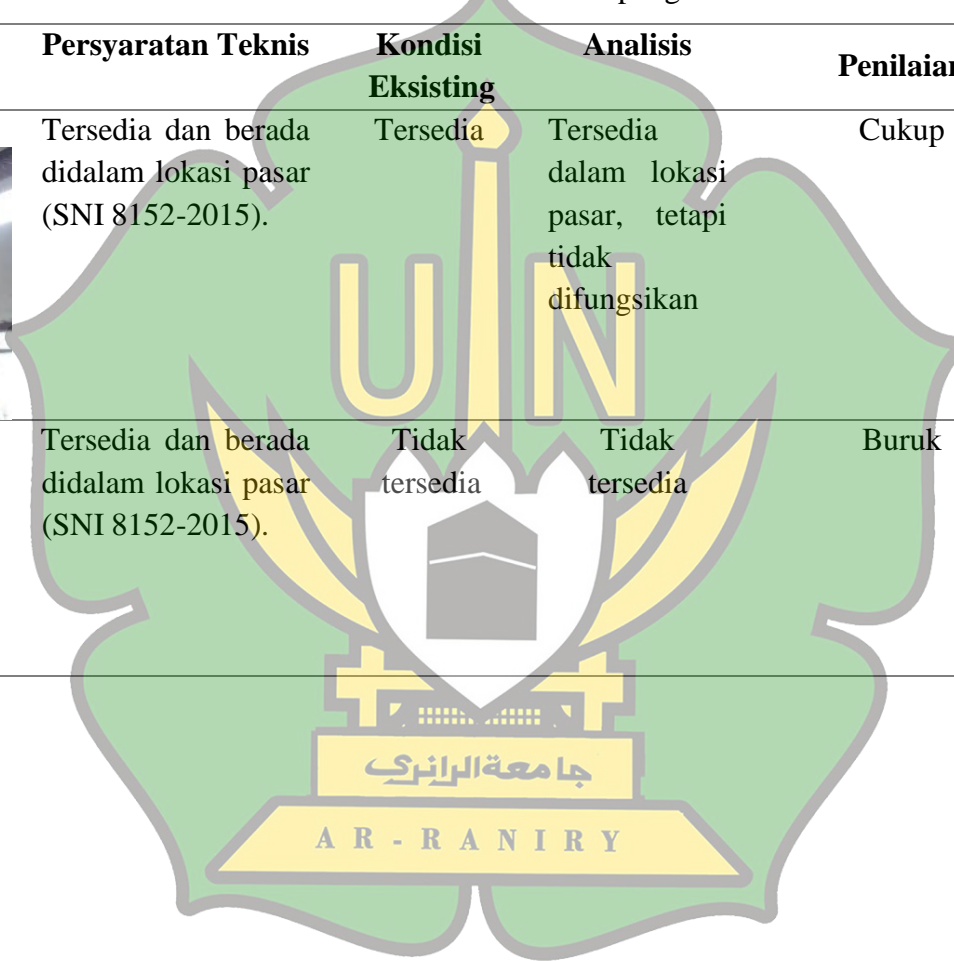 Persyaratan Teknis
Kondisi
Eksisting
Analisis
Penilaian
Tersedia dan berada
didalam lokasi pasar
(SNI 8152-2015).
Tersedia
Tersedia
dalam lokasi
pasar, tetapi
tidak
difungsikan
Cukup
Tersedia dan berada
didalam lokasi pasar
(SNI 8152-2015).
Tidak
tersedia
Tidak
tersedia
Buruk
UIN
جامعة الرانري
AR-RANIRY